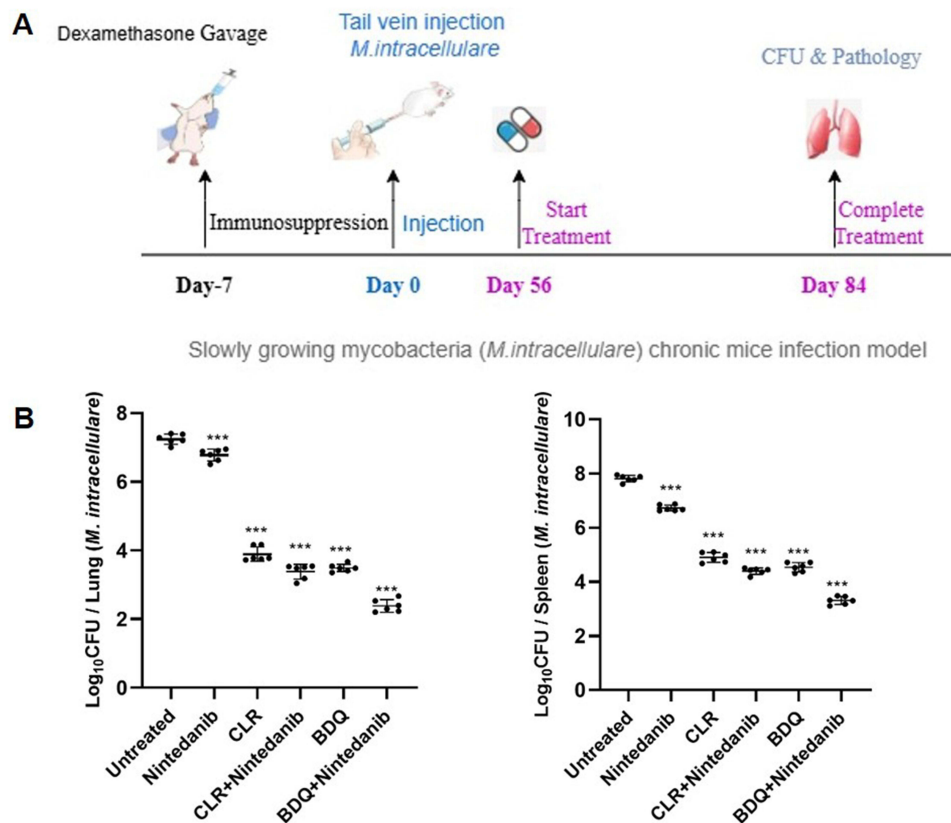 A
Dexamethasone Gavage
Tail vein injection
M.intracellulare
CFU & Pathology
Immunosuppression
Injection
Start
Treatment
Complete
Treatment
Day-7
Day 0
Day 56
Day 84
Slowly growing mycobacteria (M.intracellulare) chronic mice infection model
B
Log10CFU / Lung (M. intracellulare)
8
6
4
2
0
***
***
***
***
***
Untreated
Nintedanib
CLR
CLR+Nintedanib
BDQ
BDQ+Nintedanib
Log10CFU / Spleen (M. intracellulare)
10
8
6
4
2
0
***
***
***
***
***
Untreated
Nintedanib
CLR
CLR+Nintedanib
BDQ
BDQ+Nintedanib